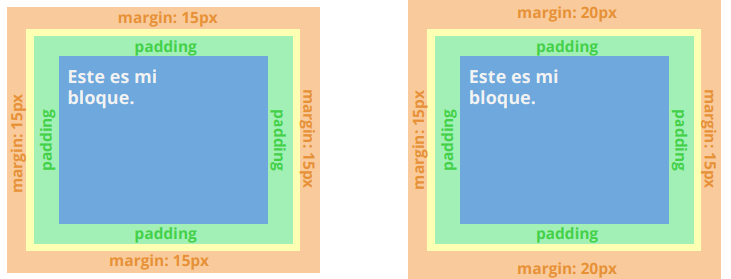 margin: 15px
padding
margin: 15px
padding
Este es mi
bloque.
padding
margin: 15px
padding
margin: 15px
margin: 20px
padding
margin: 15px
padding
Este es mi
bloque.
padding
margin: 15px
padding
margin: 20px